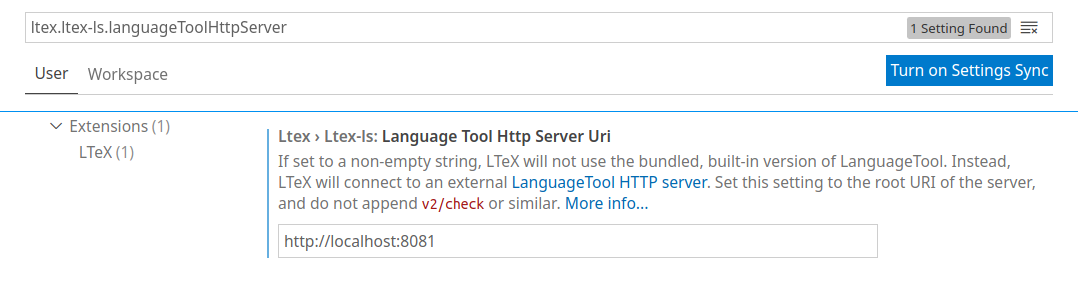 ltex.ltex-ls.languageToolHttpServer
1 Setting Found
User
Workspace
Turn on Settings Sync
Extensions (1)
LTeX (1)
Ltex › Ltex-ls: Language Tool Http Server Uri
If set to a non-empty string, LTeX will not use the bundled, built-in version of LanguageTool. Instead,
LTeX will connect to an external LanguageTool HTTP server. Set this setting to the root URI of the server,
and do not append v2/check or similar. More info...
http://localhost:8081